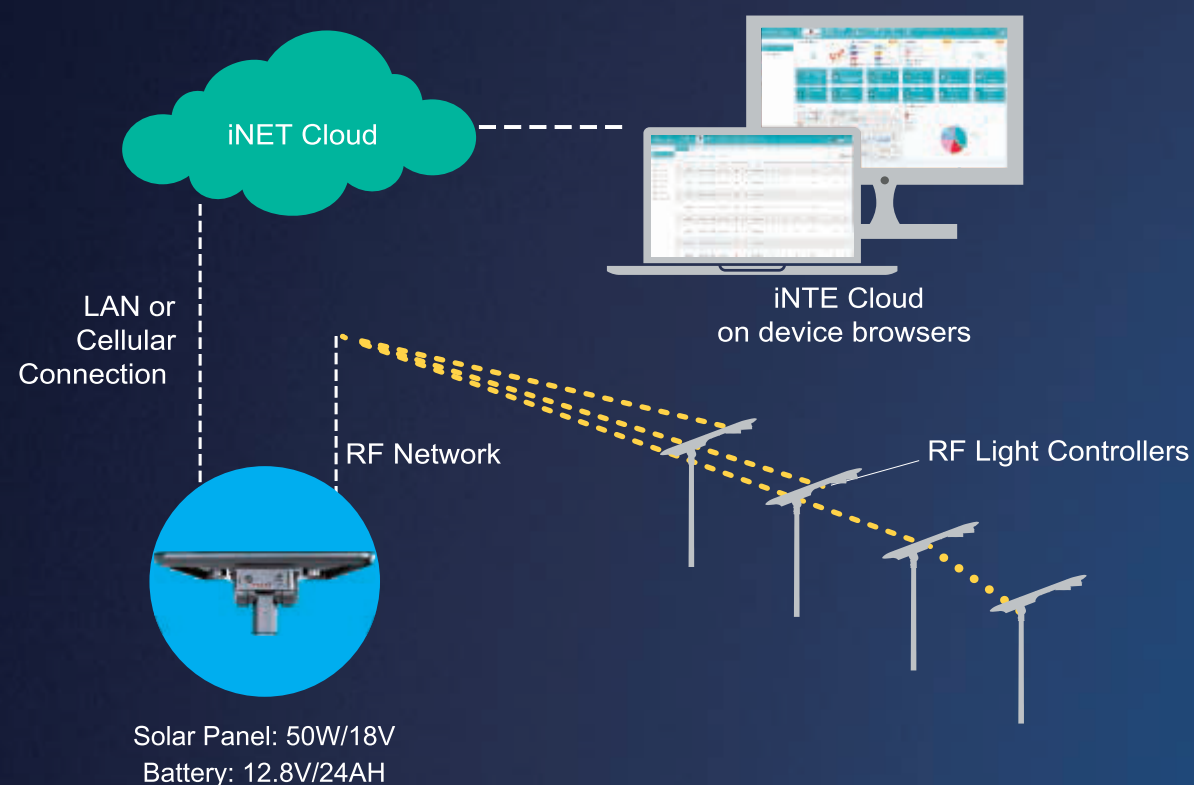 iNET Cloud
LAN or
Cellular
Connection
iNTE Cloud
on device browsers
RF Network
RF Light Controllers
Solar Panel: 50W/18V
Battery: 12.8V/24AH